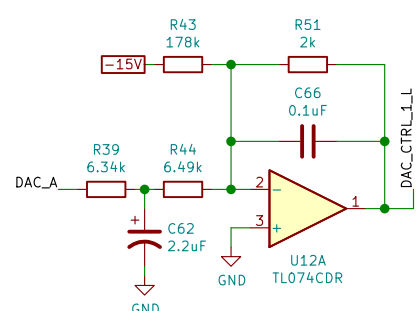 R43
178k
R51
2k
-15V
C66
0.1uF
DAC_CTRL_1_L
R39
6.34k
R44
6.49k
DAC_A
2
-
1
3
+
+
C62
2.2uF
GND
U12A
TL074CDR
GND